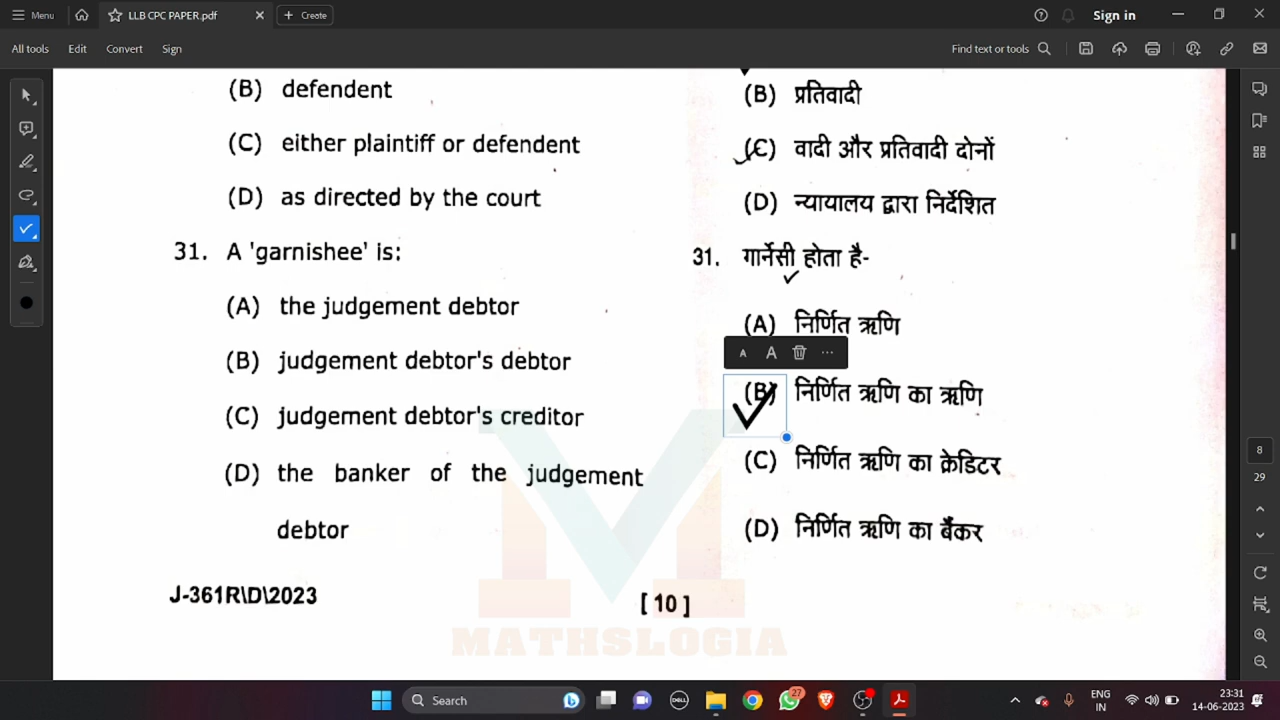 Menu
LLB CPC PAPER.pdf
Create
Sign in
All tools
Edit
Convert
Sign
Find text or tools
(B) defendent
(C) either plaintiff or defendent
(D) as directed by the court
31. A 'garnishee' is:
(A) the judgement debtor
(B) judgement debtor's debtor
(C) judgement debtor's creditor
(D) the banker of the judgement
debtor
(B) प्रतिवादी
(C) वादी और प्रतिवादी दोनों
(D) न्यायालय द्वारा निर्देशित
31. गार्नेसी होता है-
(A) निर्णित ऋणि
A A
(B) निर्णित ऋणि का ऋणि
(C) निर्णित ऋणि का क्रेडिटर
(D) निर्णित ऋणि का बैंकर
J-361R\D\2023
[ 10 ]
MATHSLOGIA
8
29
Search
DELL
27
ENG
IN
23:31
14-06-2023